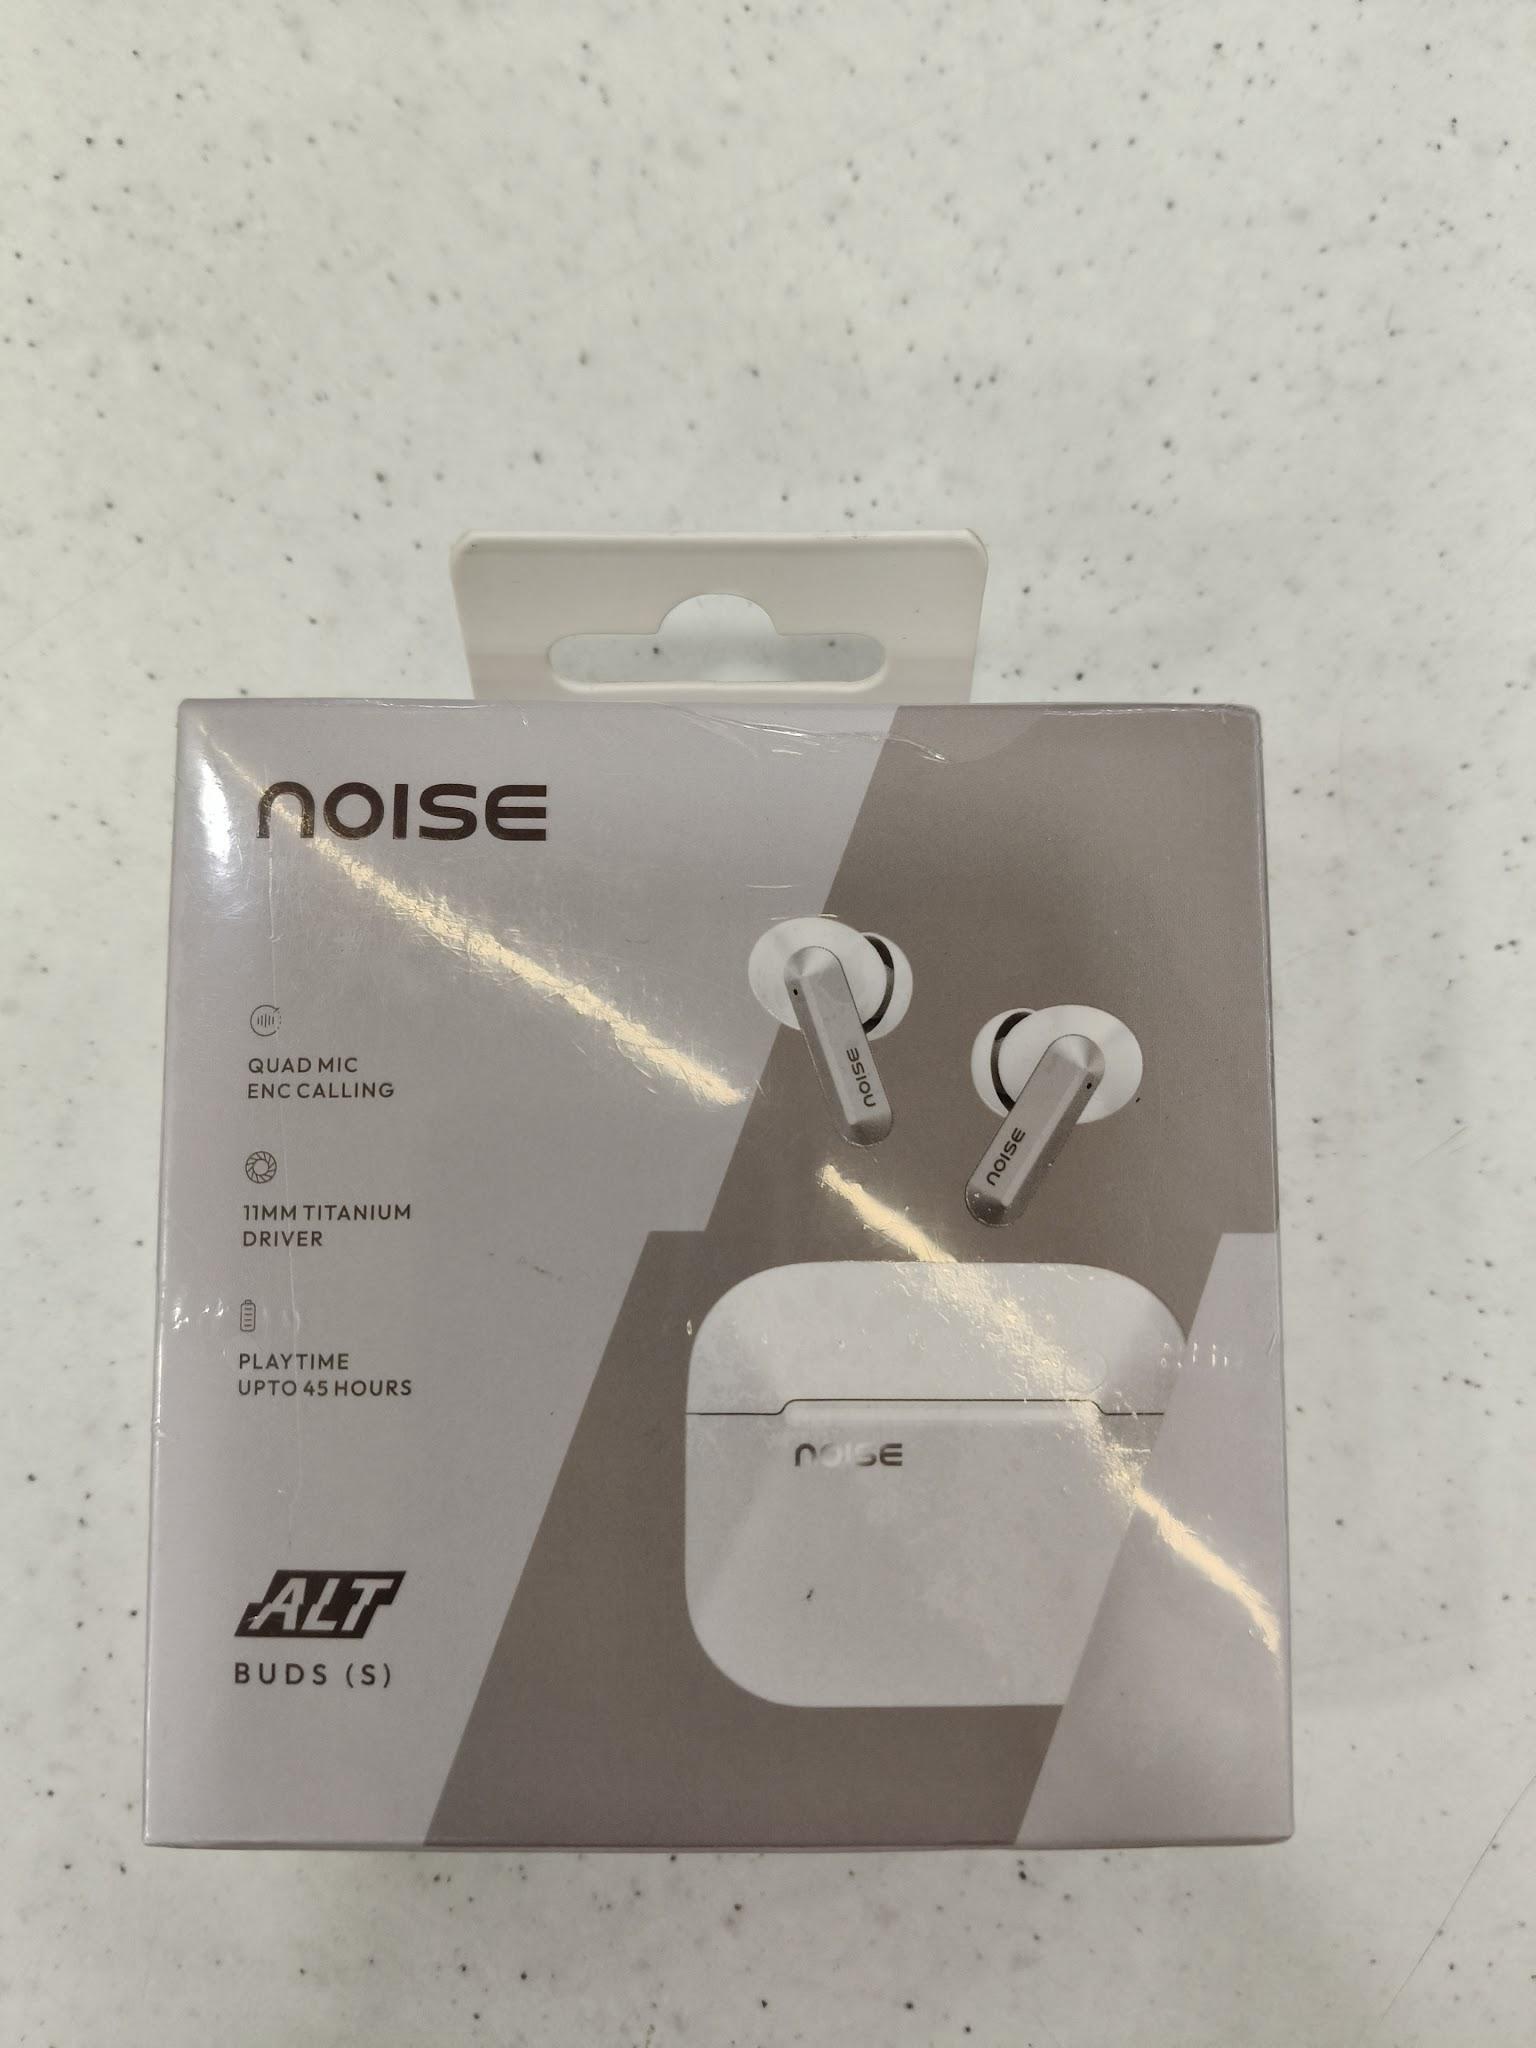 NOISE
QUAD MIC
ENC CALLING
11MM TITANIUM
DRIVER
PLAYTIME
UPTO 45 HOURS
ALT
BUDS (S)
NOISE
NOISE
NOISE